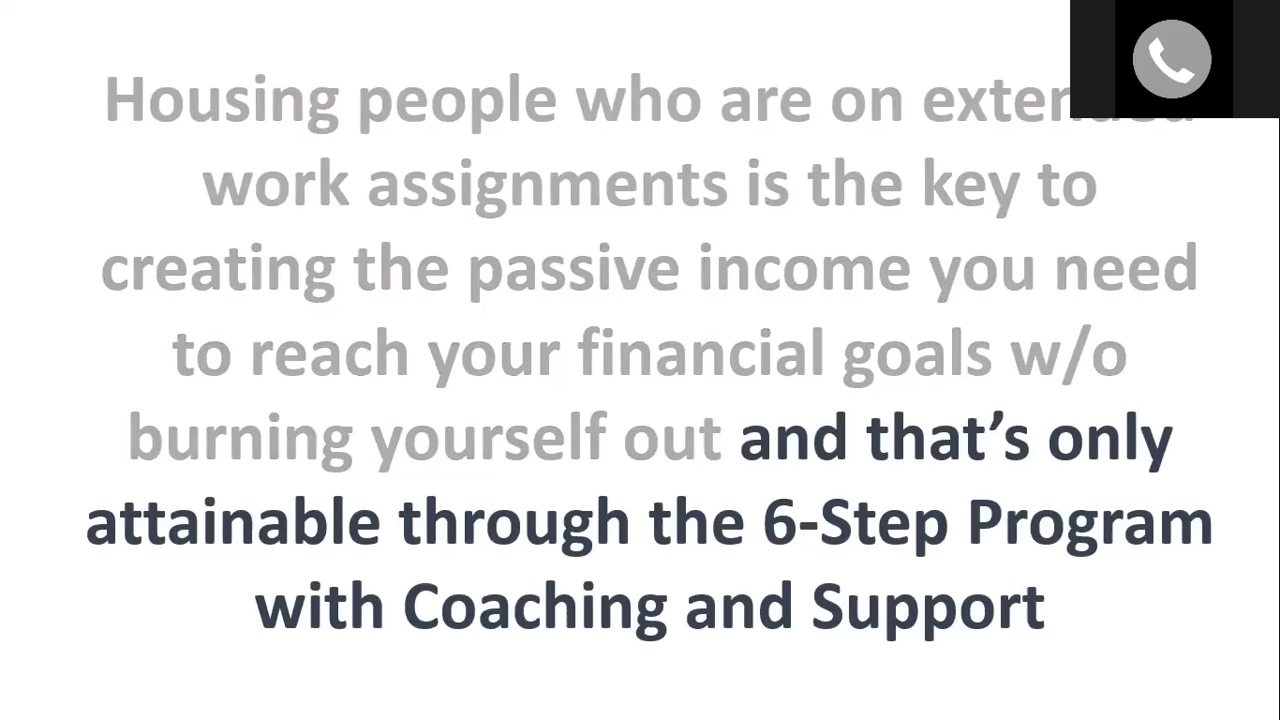 Housing people who are on extended
work assignments is the key to
creating the passive income you need
to reach your financial goals w/o
burning yourself out and that's only
attainable through the 6-Step Program
with Coaching and Support